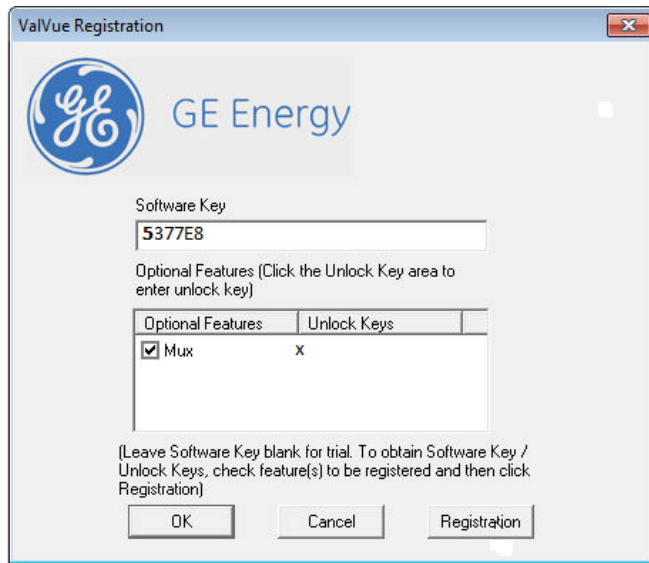 ValVue Registration
GE Energy
Software Key
5377E8
Optional Features (Click the Unlock Key area to
enter unlock key)
Optional Features Unlock Keys
Mux x
(Leave Software Key blank for trial. To obtain Software Key /
Unlock Keys, check feature(s) to be registered and then click
Registration)
OK Cancel Registration